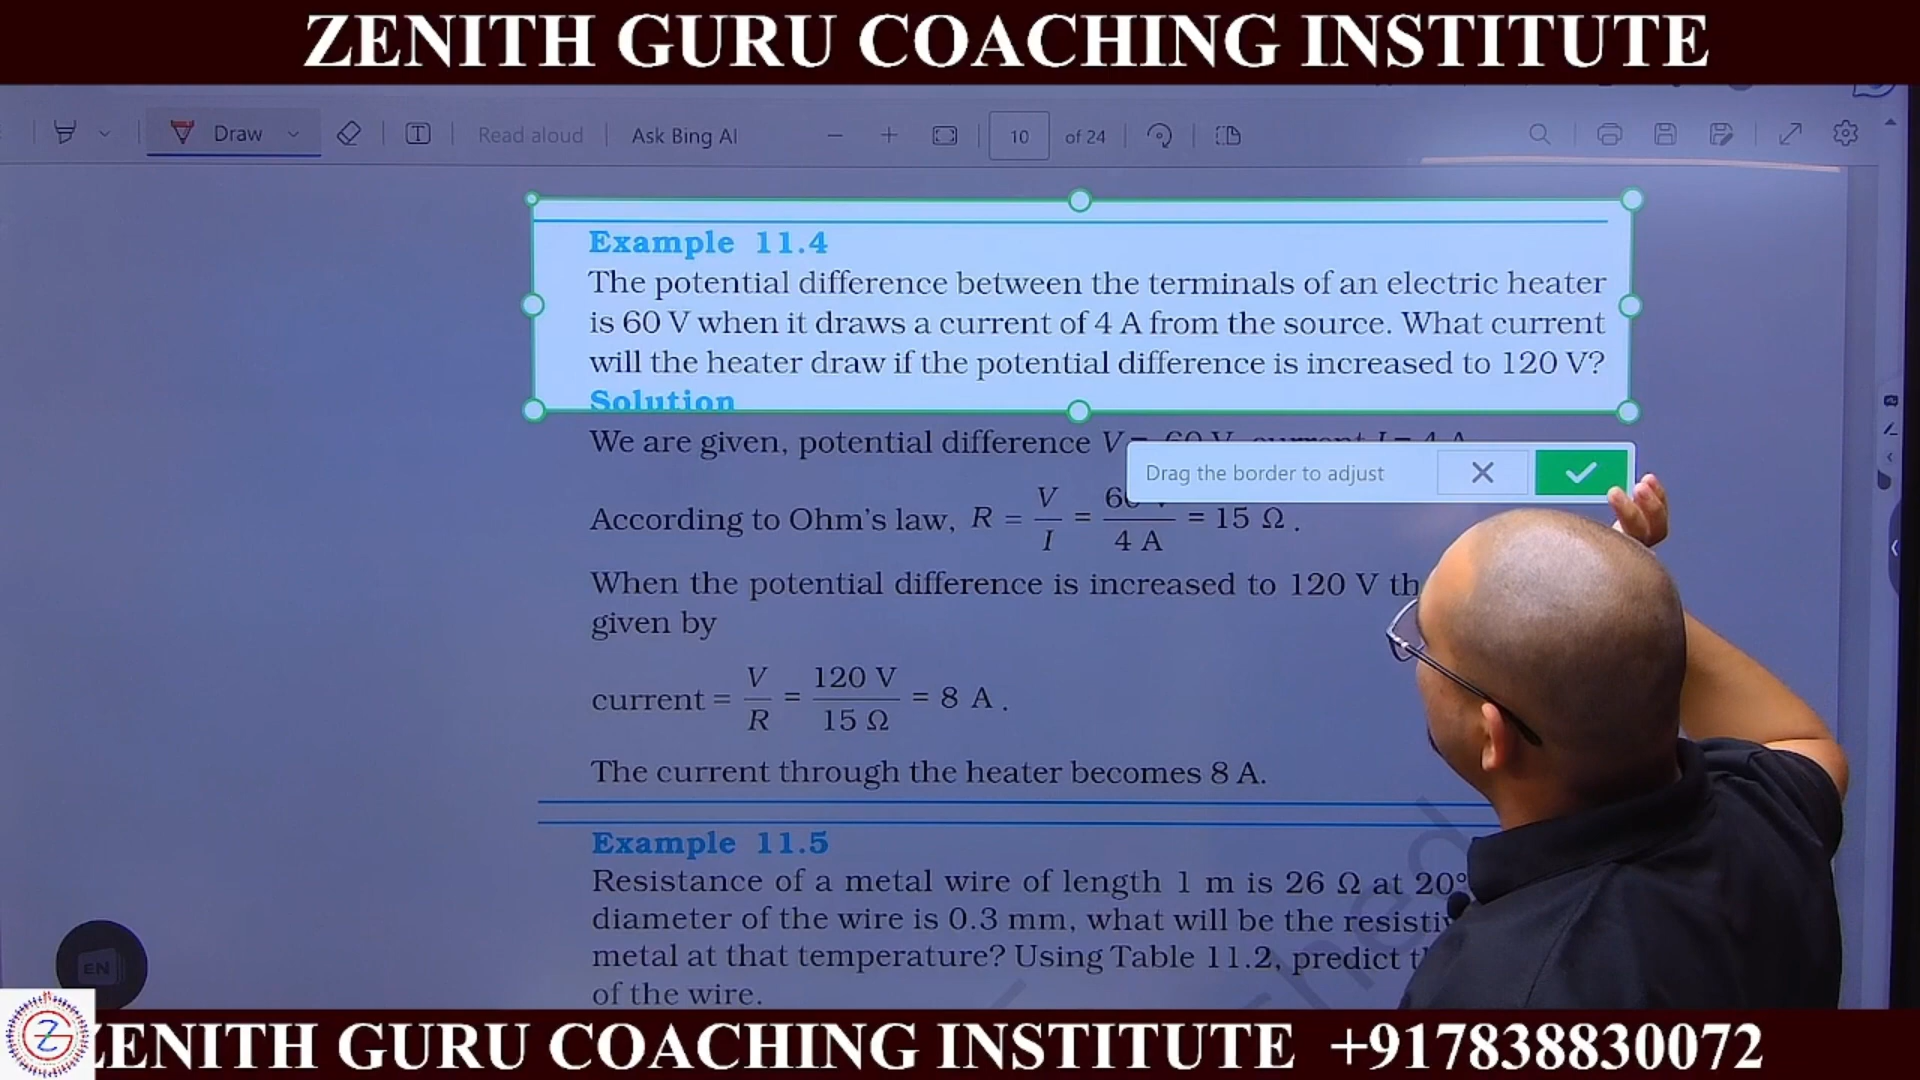 ZENITH GURU COACHING INSTITUTE
Draw
Read aloud
Ask Bing AI
10 of 24
Example 11.4
The potential difference between the terminals of an electric heater
is 60 V when it draws a current of 4 A from the source. What current
will the heater draw if the potential difference is increased to 120 V?
Solution
We are given, potential difference V = 60 V, current I = 4 A
Drag the border to adjust
According to Ohm's law, R = V/I = 60 V/4 A = 15 Ω .
When the potential difference is increased to 120 V
given by
current = V/R = 120 V/15 Ω = 8 A .
The current through the heater becomes 8 A.
Example 11.5
Resistance of a metal wire of length 1 m is 26 Ω at 20°
diameter of the wire is 0.3 mm, what will be the
metal at that temperature? Using Table 11.2, predict
of the wire.
EN
Z
ZENITH GURU COACHING INSTITUTE +917838830072